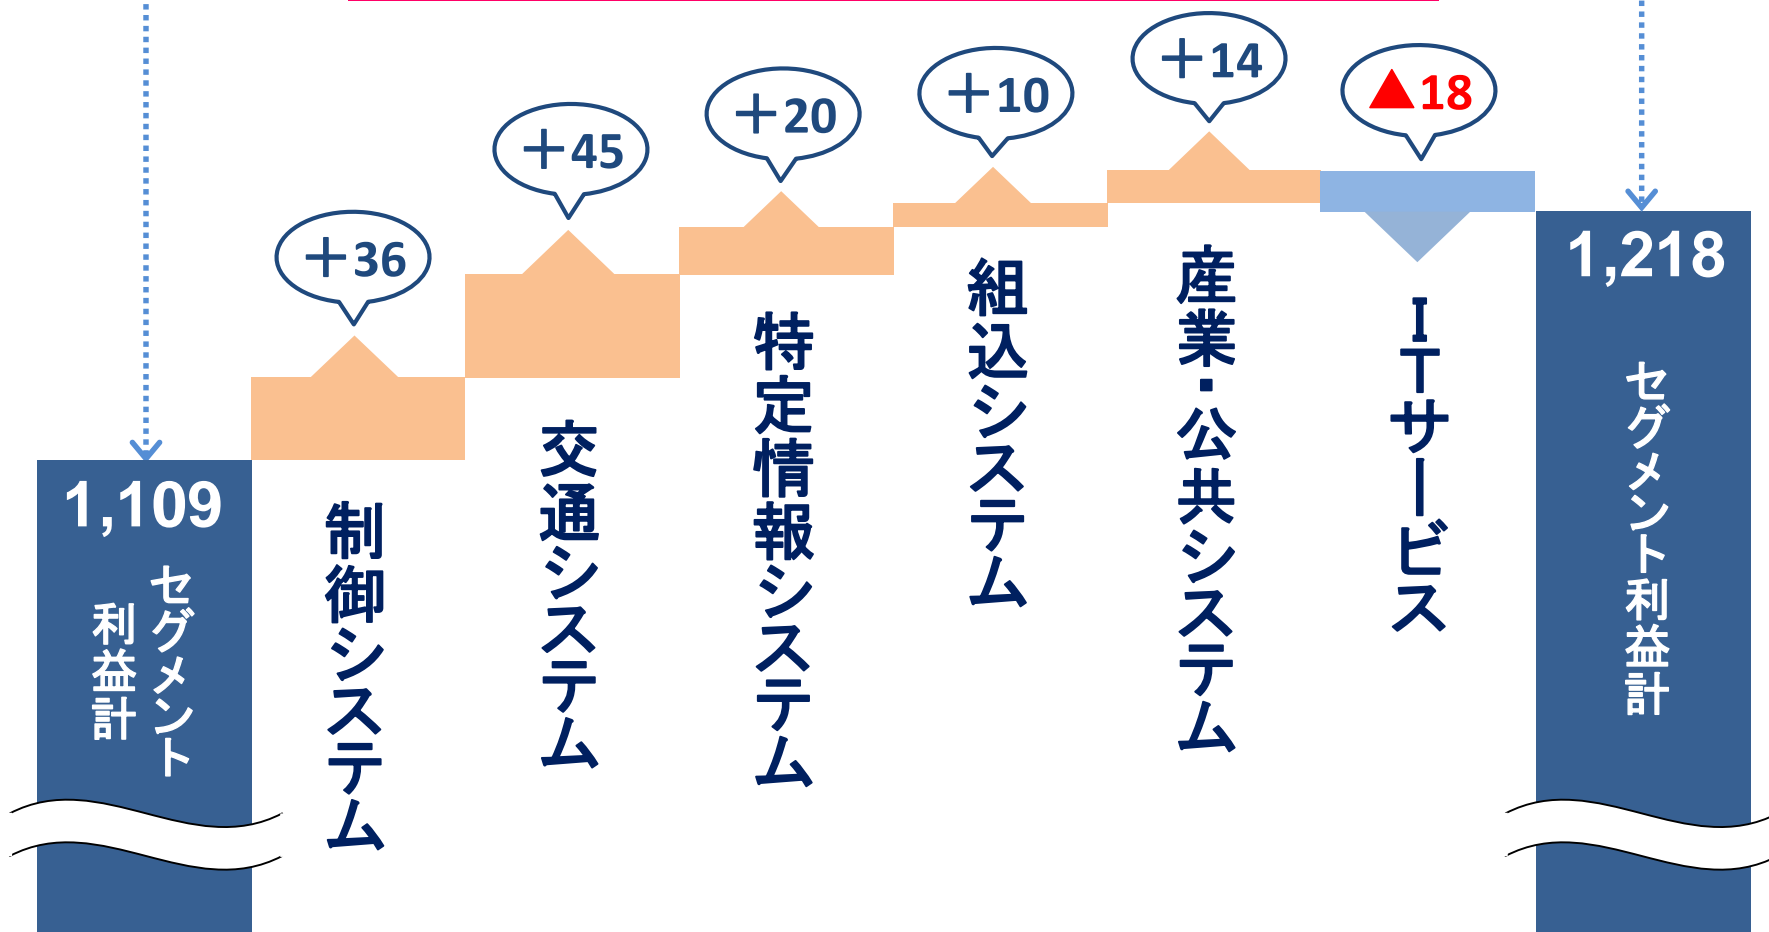 1,109
セグメント
利益計
＋36
制御システム
＋45
交通システム
＋20
特定情報システム
＋10
組込システム
＋14
産業・公共システム
▲18
ITサービス
1,218
セグメント利益計